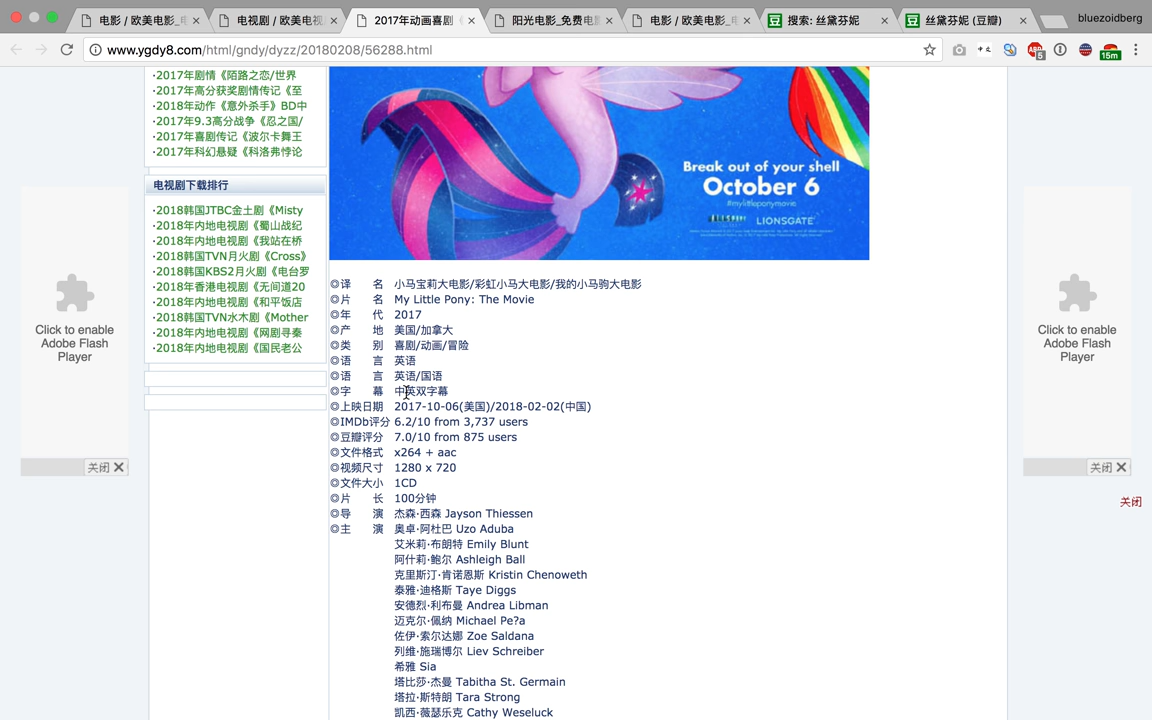 电影 / 欧美电影_电
电视剧 / 欧美电视
2017年动画喜剧《
阳光电影_免费电影
电影 / 欧美电影_电
搜索: 丝黛芬妮
丝黛芬妮 (豆瓣)
bluezoidberg
www.ygdy8.com/html/gndy/dyzz/20180208/56288.html
ABP
5
15m
·2017年剧情《陌路之恋/世界
·2017年高分获奖剧情传记《至
·2018年动作《意外杀手》BD中
·2017年9.3高分战争《忍之国/
·2017年喜剧传记《波尔卡舞王
·2017年科幻悬疑《科洛弗悖论
电视剧下载排行
·2018韩国JTBC金土剧《Misty
·2018年内地电视剧《蜀山战纪
·2018年内地电视剧《我站在桥
·2018韩国TVN月火剧《Cross》
·2018韩国KBS2月火剧《电台罗
·2018年香港电视剧《无间道20
·2018年内地电视剧《和平饭店
·2018韩国TVN水木剧《Mother
·2018年内地电视剧《网剧寻秦
·2018年内地电视剧《国民老公
Click to enable
Adobe Flash
Player
关闭
Break out of your shell
October 6
#mylittleponymovie
LIONSGATE
◎译 名 小马宝莉大电影/彩虹小马大电影/我的小马驹大电影
◎片 名 My Little Pony: The Movie
◎年 代 2017
◎产 地 美国/加拿大
◎类 别 喜剧/动画/冒险
◎语 言 英语
◎语 言 英语/国语
◎字 幕 中英双字幕
◎上映日期 2017-10-06(美国)/2018-02-02(中国)
◎IMDb评分 6.2/10 from 3,737 users
◎豆瓣评分 7.0/10 from 875 users
◎文件格式 x264 + aac
◎视频尺寸 1280 x 720
◎文件大小 1CD
◎片 长 100分钟
◎导 演 杰森·西森 Jayson Thiessen
◎主 演 奥卓·阿杜巴 Uzo Aduba
艾米莉·布朗特 Emily Blunt
阿什莉·鲍尔 Ashleigh Ball
克里斯汀·肯诺恩斯 Kristin Chenoweth
泰雅·迪格斯 Taye Diggs
安德烈·利布曼 Andrea Libman
迈克尔·佩纳 Michael Pe?a
佐伊·索尔达娜 Zoe Saldana
列维·施瑞博尔 Liev Schreiber
希雅 Sia
塔比莎·杰曼 Tabitha St. Germain
塔拉·斯特朗 Tara Strong
凯西·薇瑟乐克 Cathy Weseluck
Click to enable
Adobe Flash
Player
关闭
关闭